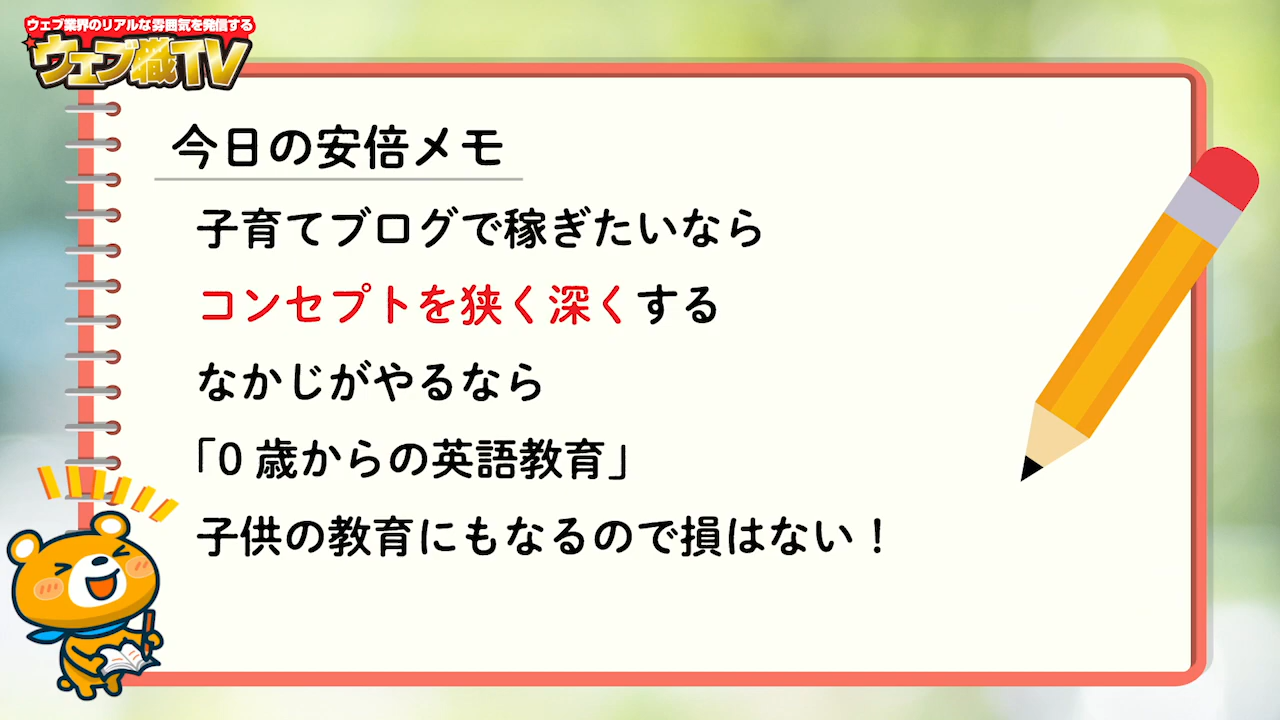 ウェブ業界のリアルな雰囲気を発信する
ウェブ職TV
今日の安倍メモ
子育てブログで稼ぎたいなら
コンセプトを狭く深くする
なかじがやるなら
「0歳からの英語教育」
子供の教育にもなるので損はない！